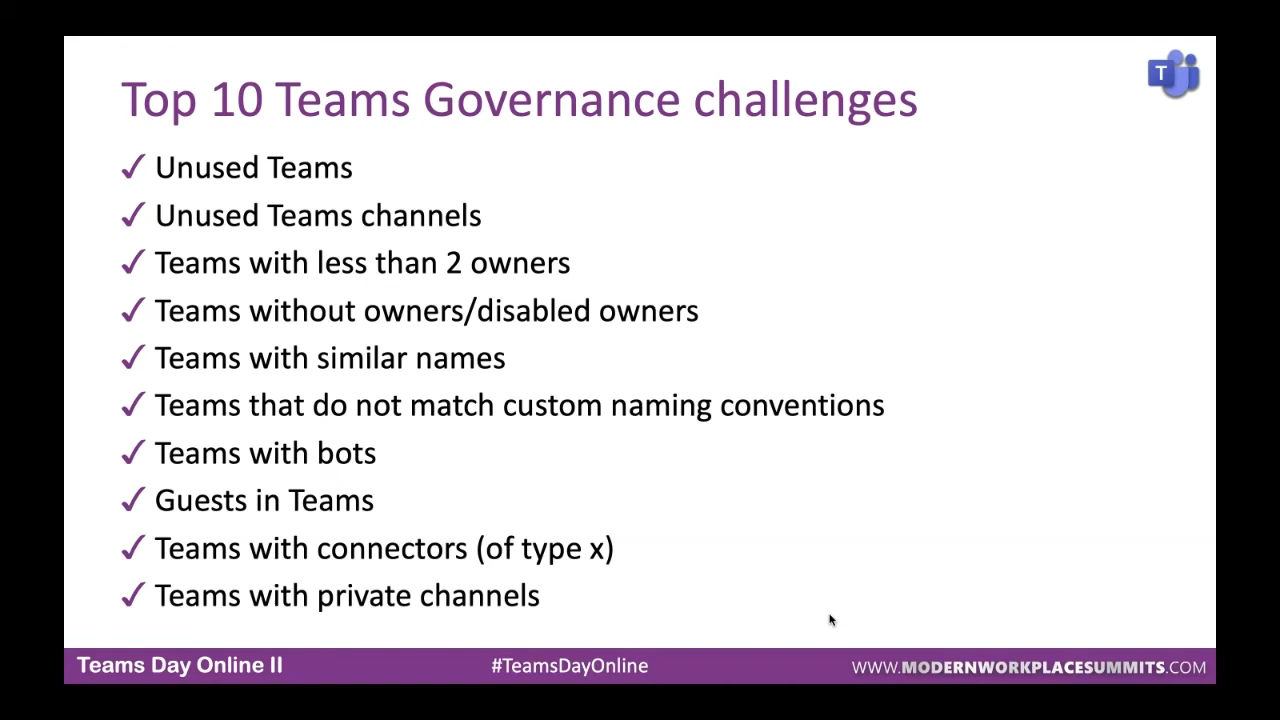 Top 10 Teams Governance challenges
T
✓ Unused Teams
✓ Unused Teams channels
✓ Teams with less than 2 owners
✓ Teams without owners/disabled owners
✓ Teams with similar names
✓ Teams that do not match custom naming conventions
✓ Teams with bots
✓ Guests in Teams
✓ Teams with connectors (of type x)
✓ Teams with private channels
Teams Day Online II
#TeamsDayOnline
WWW.MODERNWORKPLACESUMMITS.COM